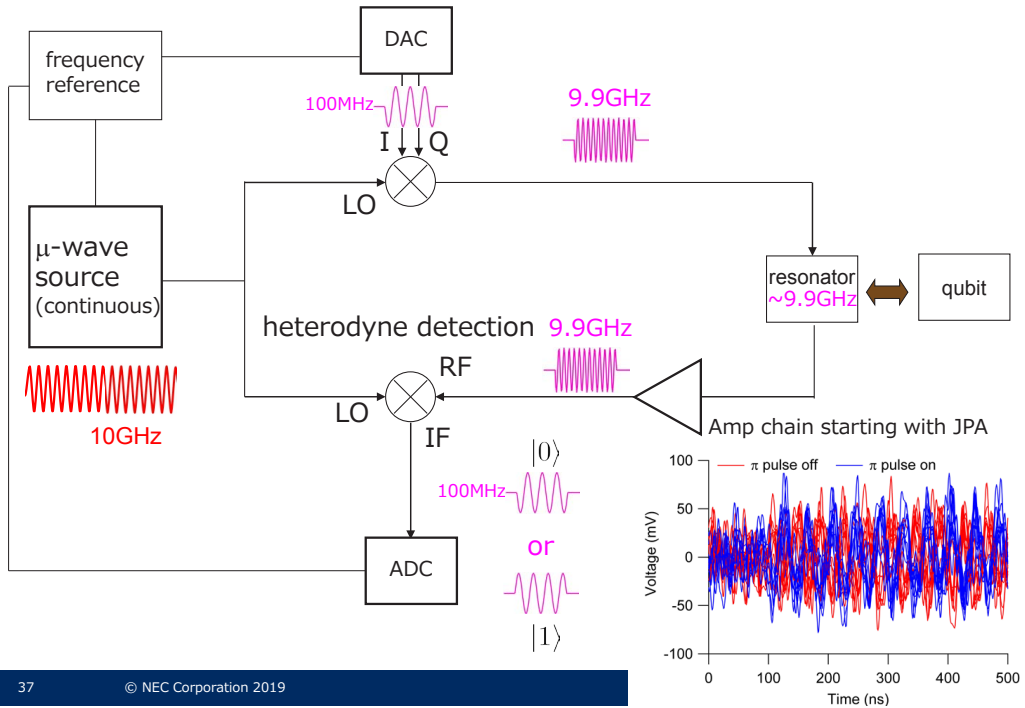 DAC
frequency
reference
100MHz
9.9GHz
I
Q
LO
μ-wave
source
(continuous)
resonator
~9.9GHz
qubit
heterodyne detection
9.9GHz
RF
LO
IF
10GHz
Amp chain starting with JPA
|0⟩
100MHz
or
|1⟩
ADC
π pulse off
π pulse on
100
50
0
-50
-100
Voltage (mV)
0
100
200
300
400
500
Time (ns)
37
© NEC Corporation 2019